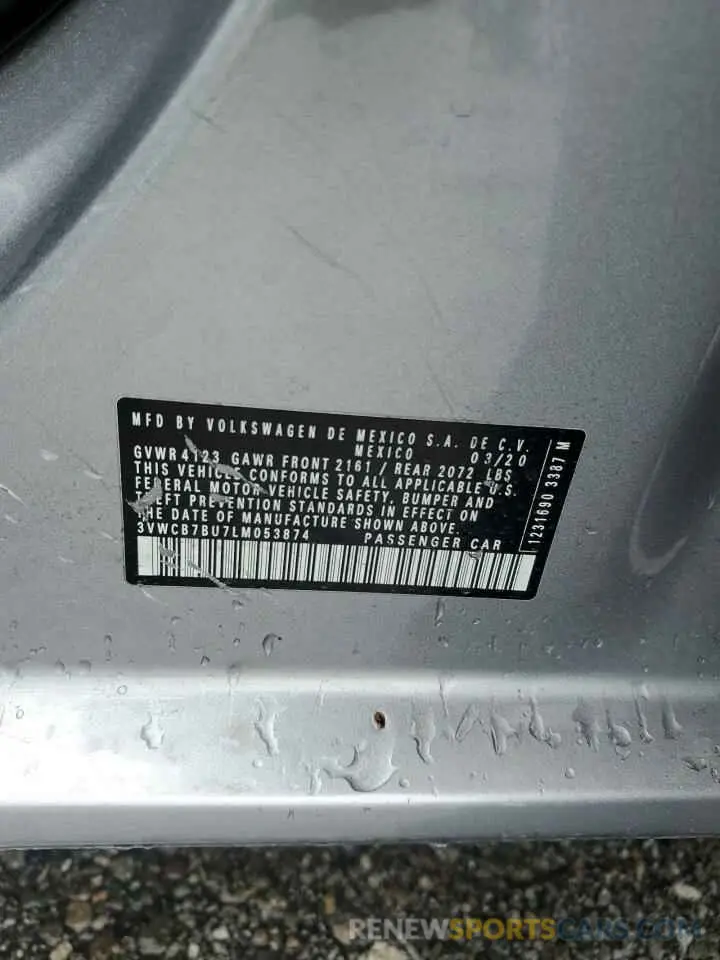 MFD BY VOLKSWAGEN DE MEXICO S.A. DE C.V.
MEXICO 03/20
GVWR 4123 GAWR FRONT 2161 / REAR 2072 LBS
THIS VEHICLE CONFORMS TO ALL APPLICABLE U.S.
FEDERAL MOTOR VEHICLE SAFETY, BUMPER AND
THEFT PREVENTION STANDARDS IN EFFECT ON
THE DATE OF MANUFACTURE SHOWN ABOVE.
3VWCB7BU7LM053874 PASSENGER CAR
1231690 3387 M
RENEWSPORTSCARS.COM